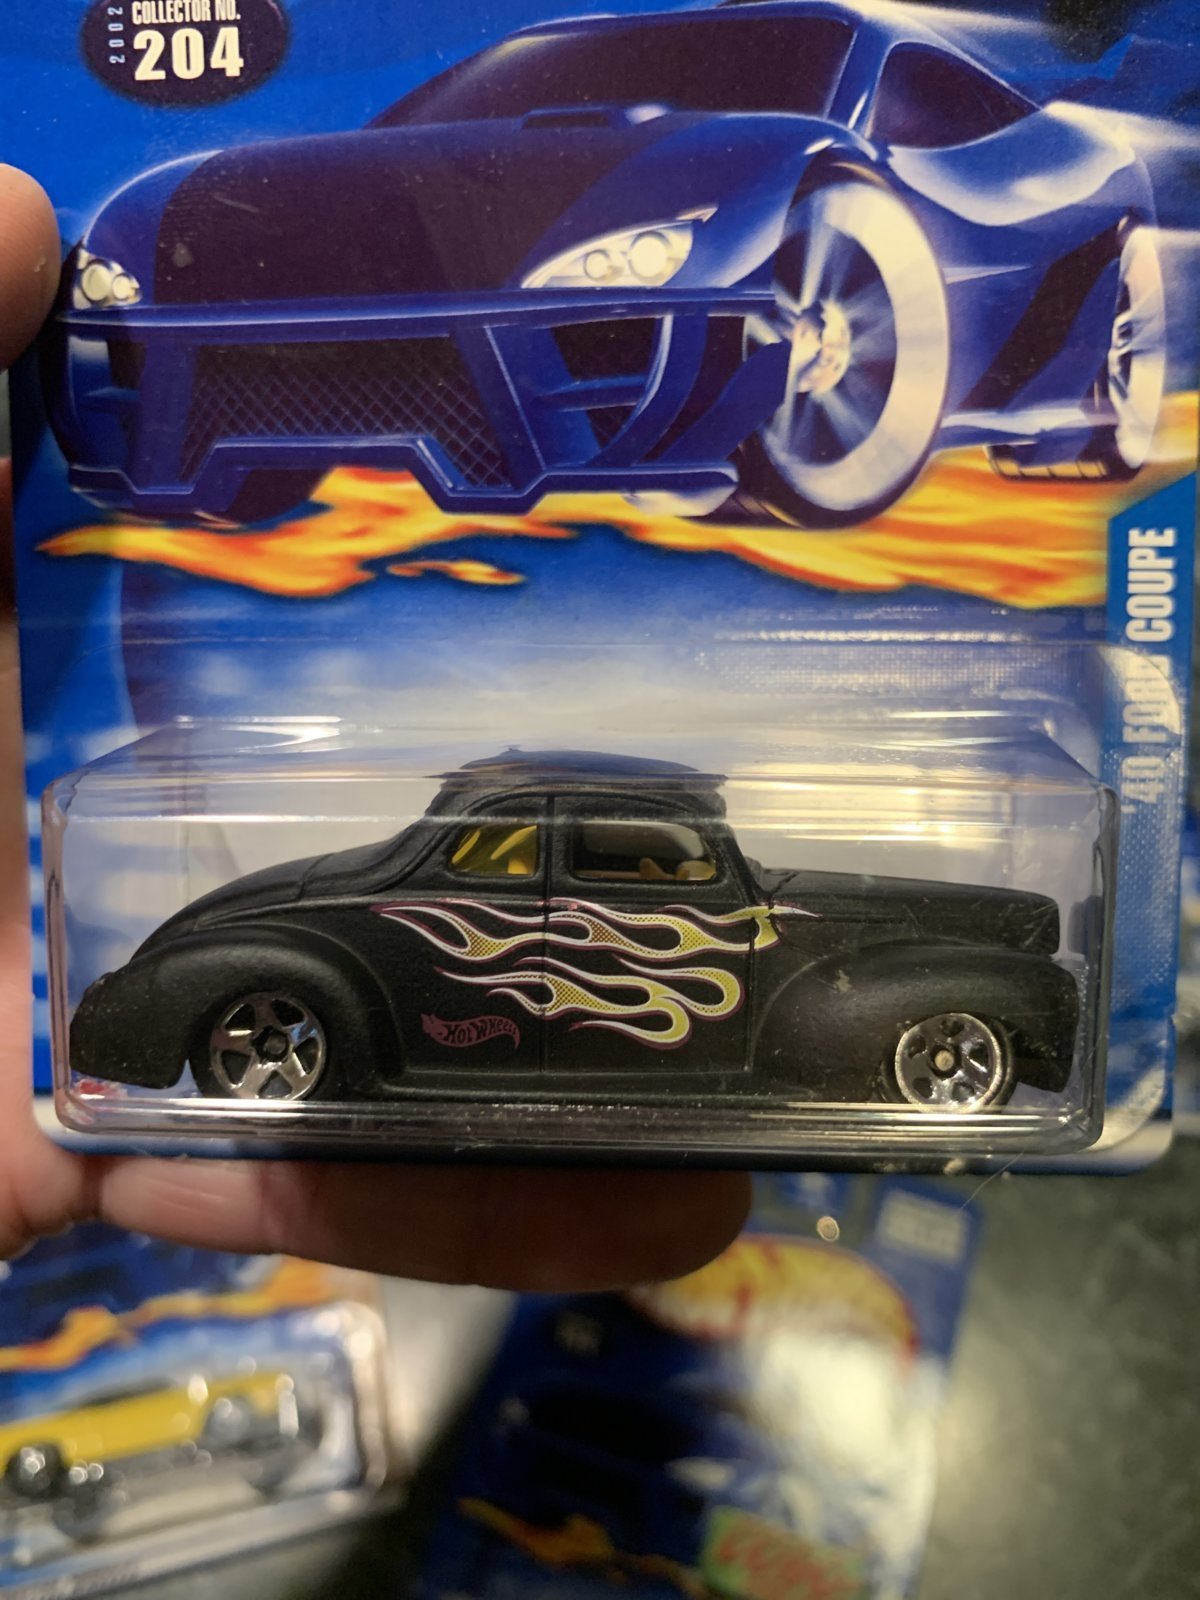 2002
COLLECTOR NO.
204
'40 FORD COUPE
HOT WHEELS